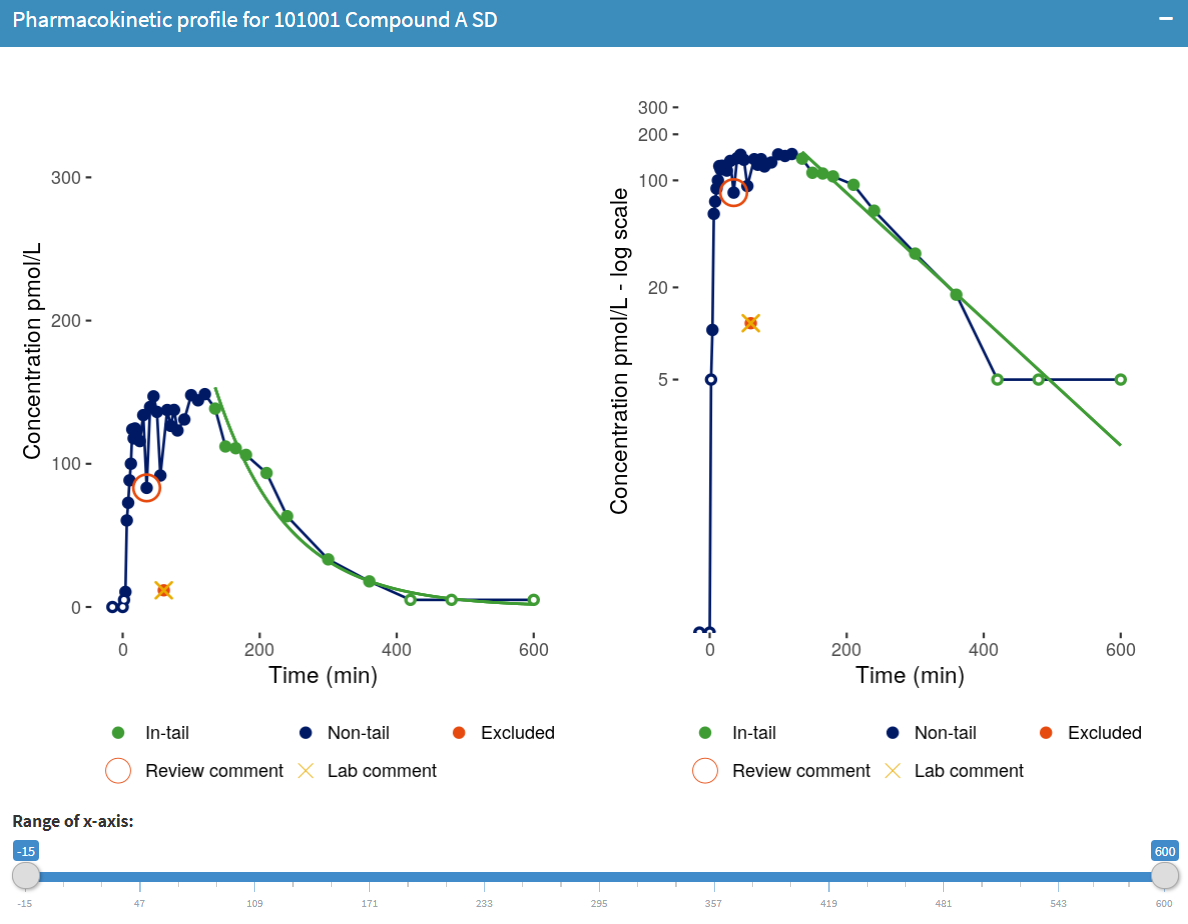 Pharmacokinetic profile for 101001 Compound A SD
Concentration pmol/L
300
200
100
0
0 200 400 600
Time (min)
In-tail Non-tail Excluded
Review comment Lab comment
Concentration pmol/L - log scale
300
200
100
20
5
0 200 400 600
Time (min)
In-tail Non-tail Excluded
Review comment Lab comment
Range of x-axis:
-15 600
-15 47 109 171 233 295 357 419 481 543 600